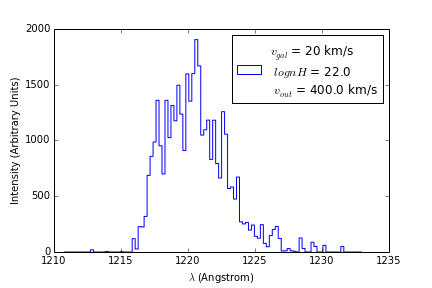 2000
1500
1000
500
0
Intensity (Arbitrary Units)
v_gal = 20 km/s
lognH = 22.0
v_out = 400.0 km/s
1210 1215 1220 1225 1230 1235
λ (Angstrom)